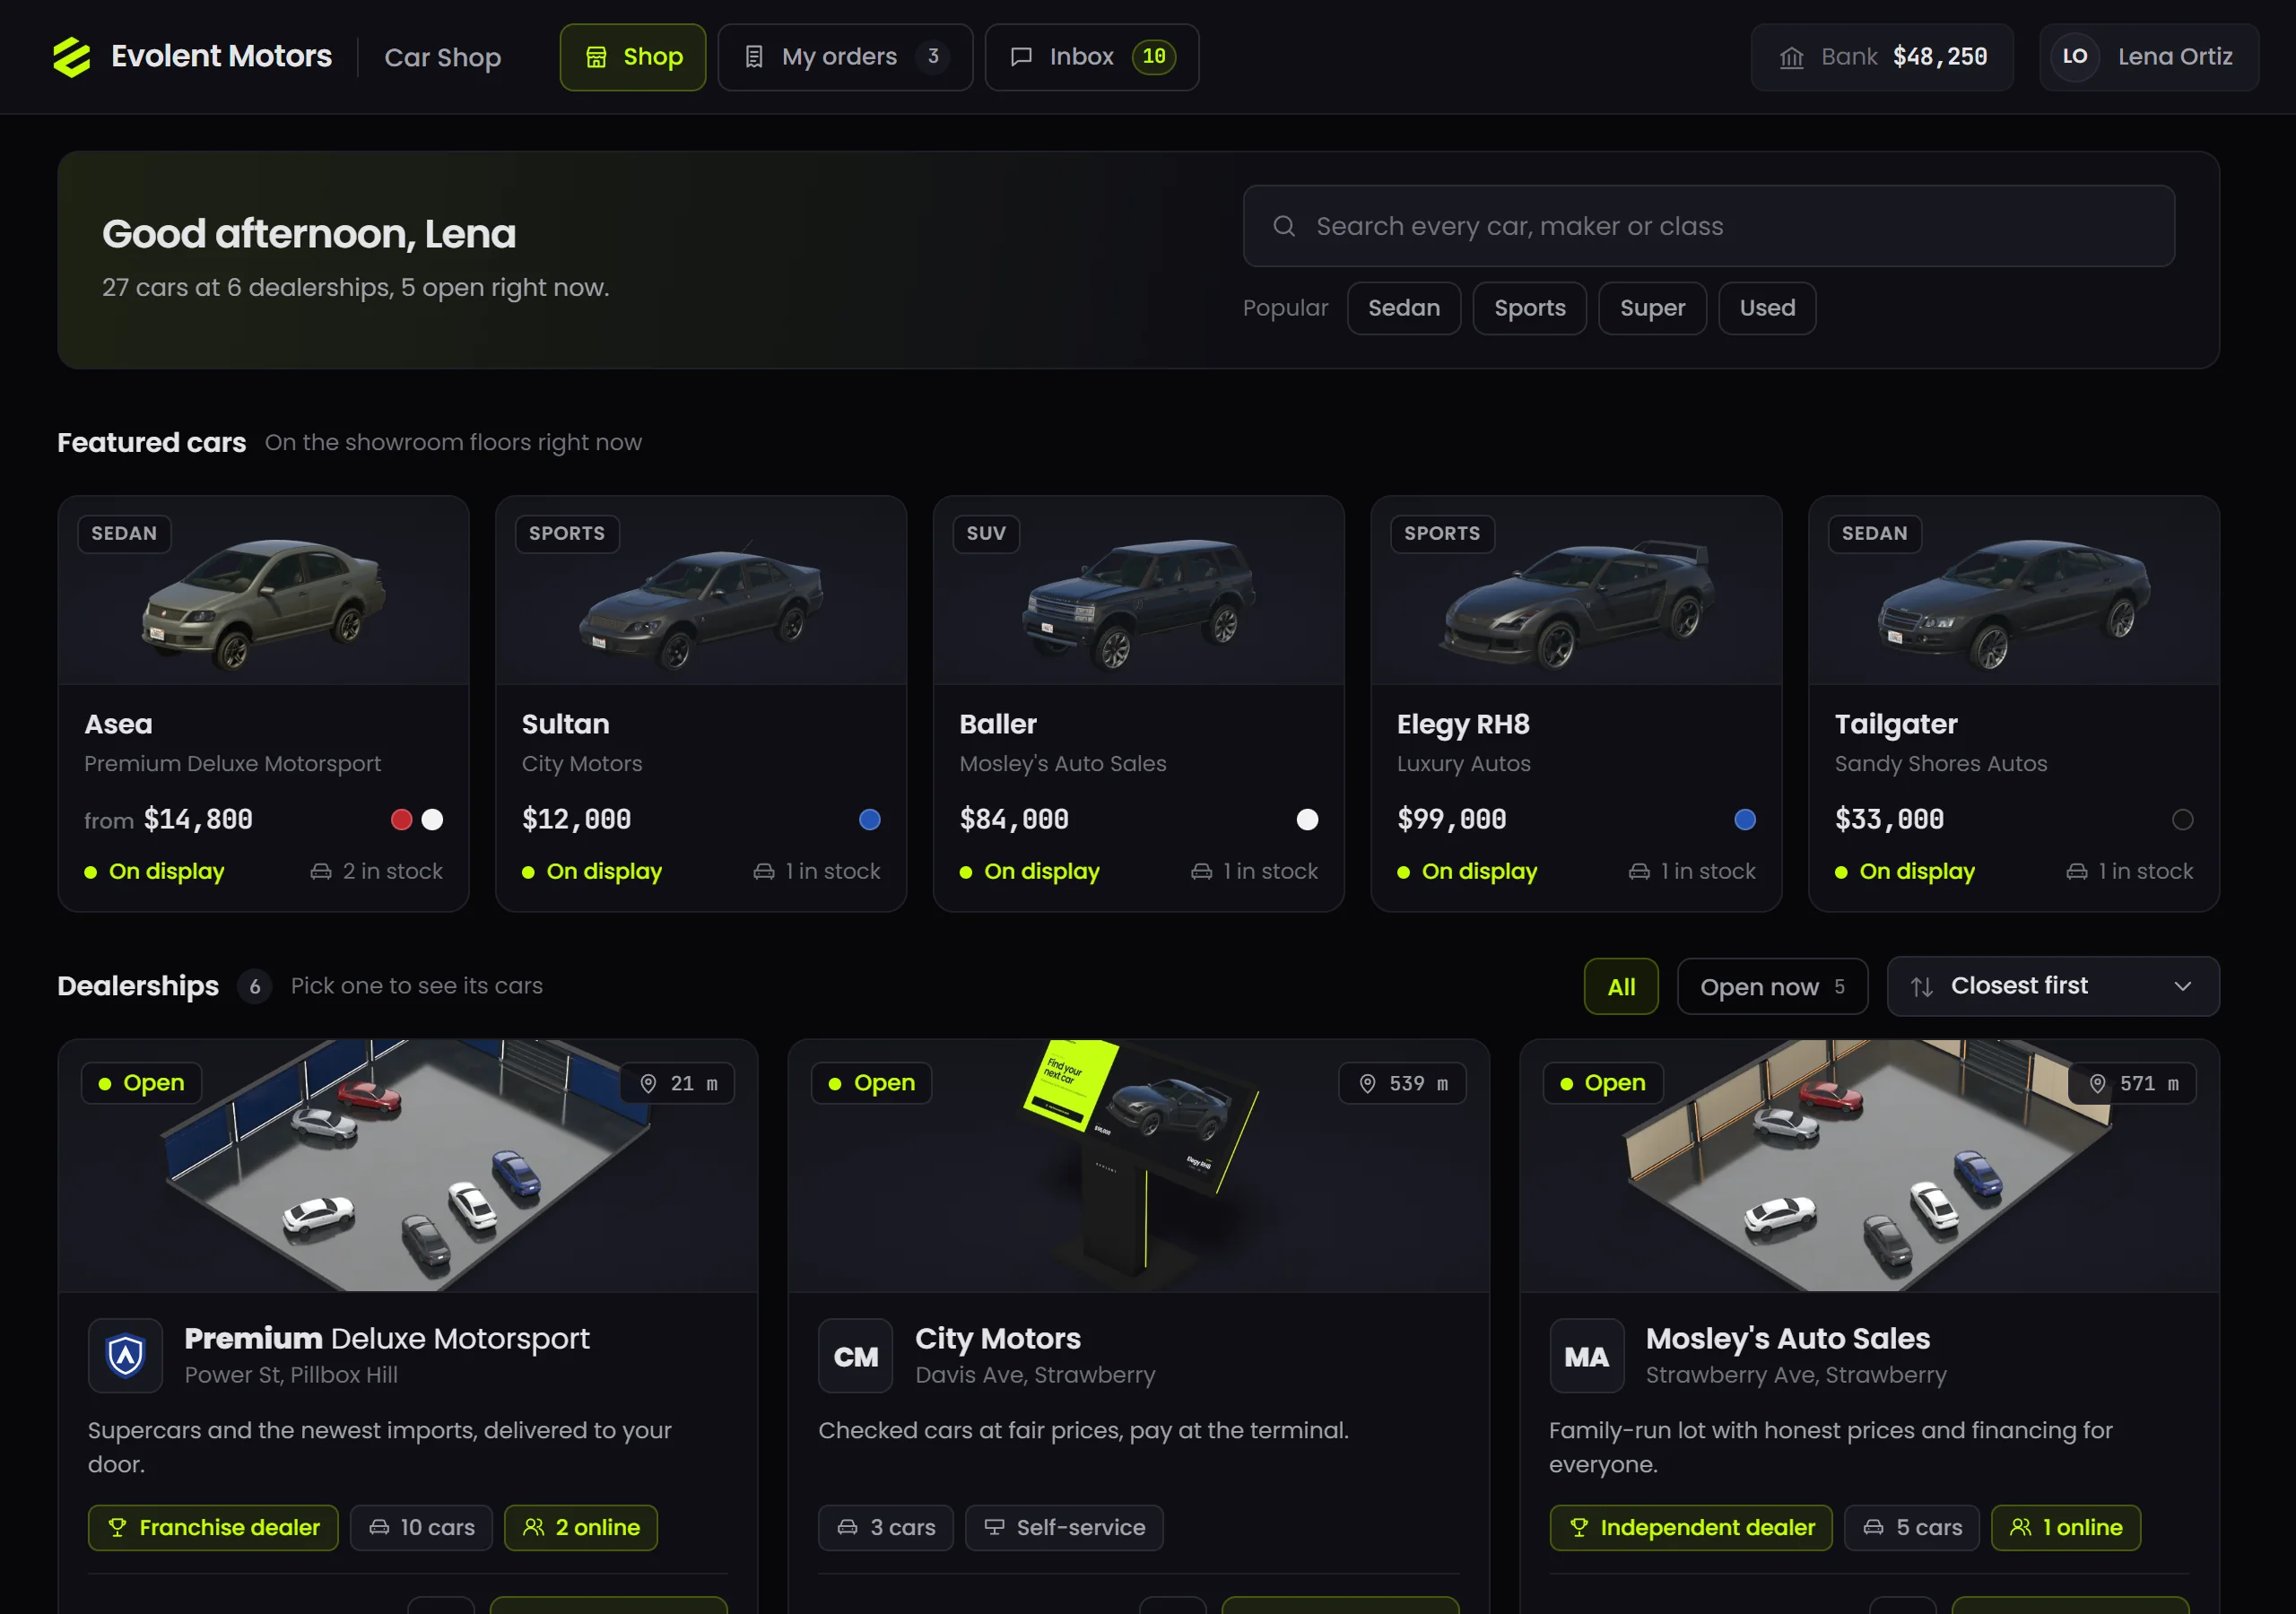 Evolent Motors
Car Shop
Shop
My orders 3
Inbox 10
Bank $48,250
LO Lena Ortiz
Good afternoon, Lena
27 cars at 6 dealerships, 5 open right now.
Search every car, maker or class
Popular Sedan Sports Super Used
Featured cars On the showroom floors right now
SEDAN
Asea
Premium Deluxe Motorsport
from $14,800
On display 2 in stock
SPORTS
Sultan
City Motors
$12,000
On display 1 in stock
SUV
Baller
Mosley's Auto Sales
$84,000
On display 1 in stock
SPORTS
Elegy RH8
Luxury Autos
$99,000
On display 1 in stock
SEDAN
Tailgater
Sandy Shores Autos
$33,000
On display 1 in stock
Dealerships 6 Pick one to see its cars
All Open now 5 Closest first
Open 21 m
Premium Deluxe Motorsport
Power St, Pillbox Hill
Supercars and the newest imports, delivered to your
door.
Franchise dealer 10 cars 2 online
Open 539 m
Find your
next car
Elegy RH8
CM City Motors
Davis Ave, Strawberry
Checked cars at fair prices, pay at the terminal.
3 cars Self-service
Open 571 m
MA Mosley's Auto Sales
Strawberry Ave, Strawberry
Family-run lot with honest prices and financing for
everyone.
Independent dealer 5 cars 1 online